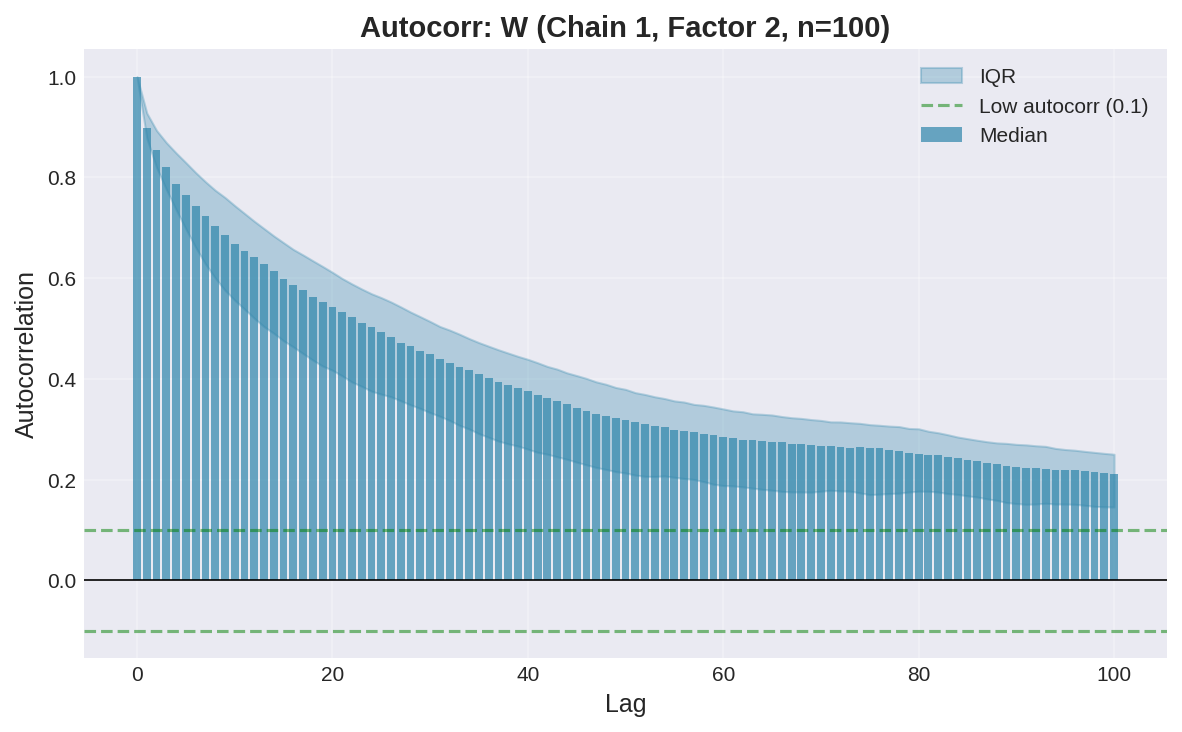 Autocorr: W (Chain 1, Factor 2, n=100)
IQR
Low autocorr (0.1)
Median
Autocorrelation
1.0
0.8
0.6
0.4
0.2
0.0
0 20 40 60 80 100
Lag